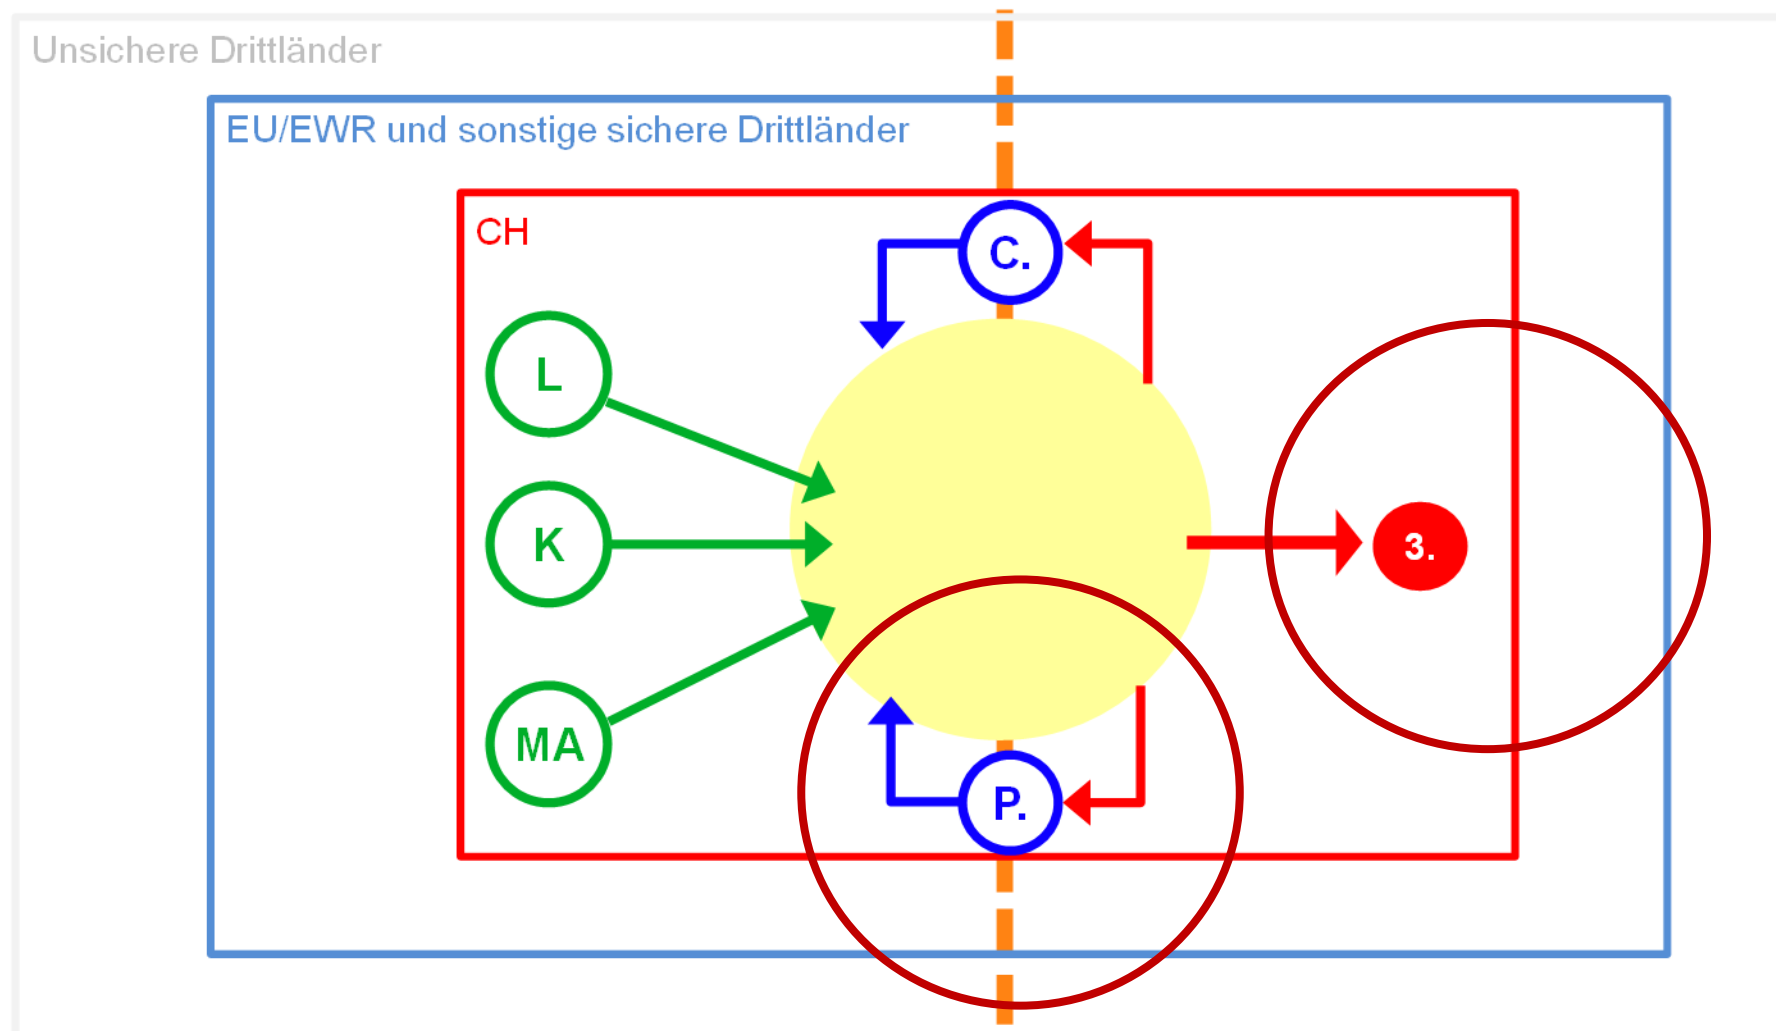 Unsichere Drittländer
EU/EWR und sonstige sichere Drittländer
CH
C.
L
K
3.
MA
P.